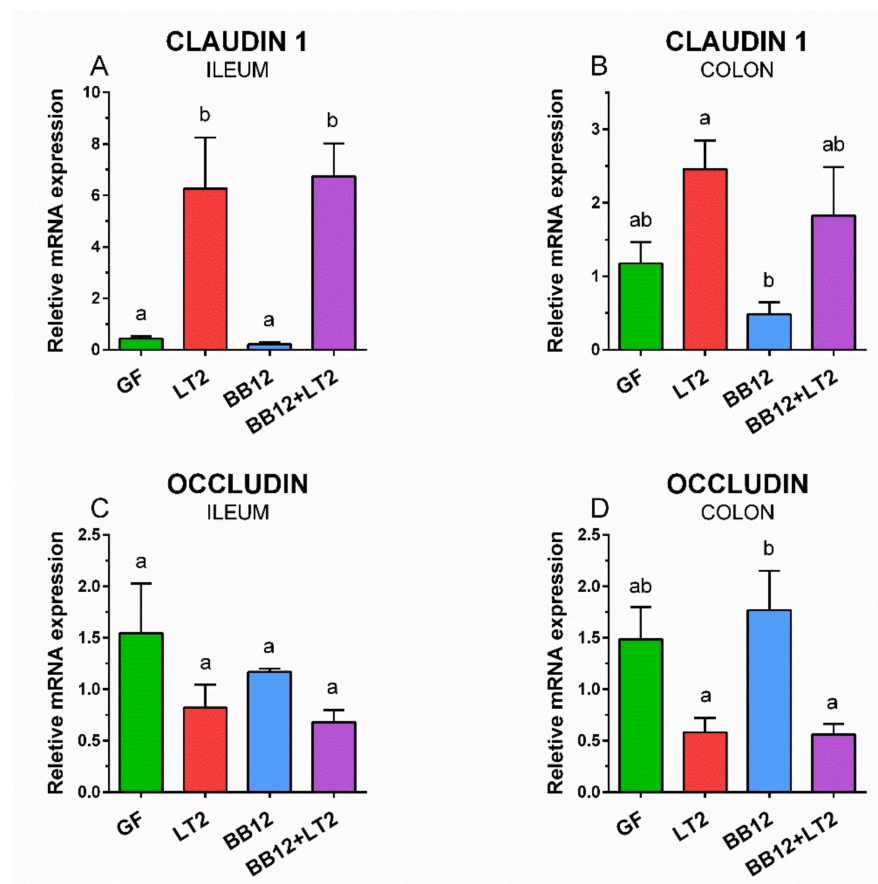 CLAUDIN 1
A
ILEUM
Reletive mRNA expression
10
8
6
4
2
0
a
b
a
b
GF
LT2
BB12
BB12+LT2
CLAUDIN 1
B
COLON
Reletive mRNA expression
3
2
1
0
ab
a
b
ab
GF
LT2
BB12
BB12+LT2
OCCLUDIN
C
ILEUM
Reletive mRNA expression
2.5
2.0
1.5
1.0
0.5
0.0
a
a
a
a
GF
LT2
BB12
BB12+LT2
OCCLUDIN
D
COLON
Reletive mRNA expression
2.5
2.0
1.5
1.0
0.5
0.0
ab
a
b
a
GF
LT2
BB12
BB12+LT2